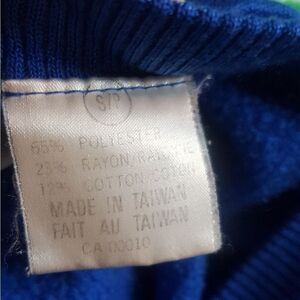 S/P
65% POLYESTER
23% RAYON/RAYONNE
12% COTTON/COTON
MADE IN TAIWAN
FAIT AU TAIWAN
CA 00010